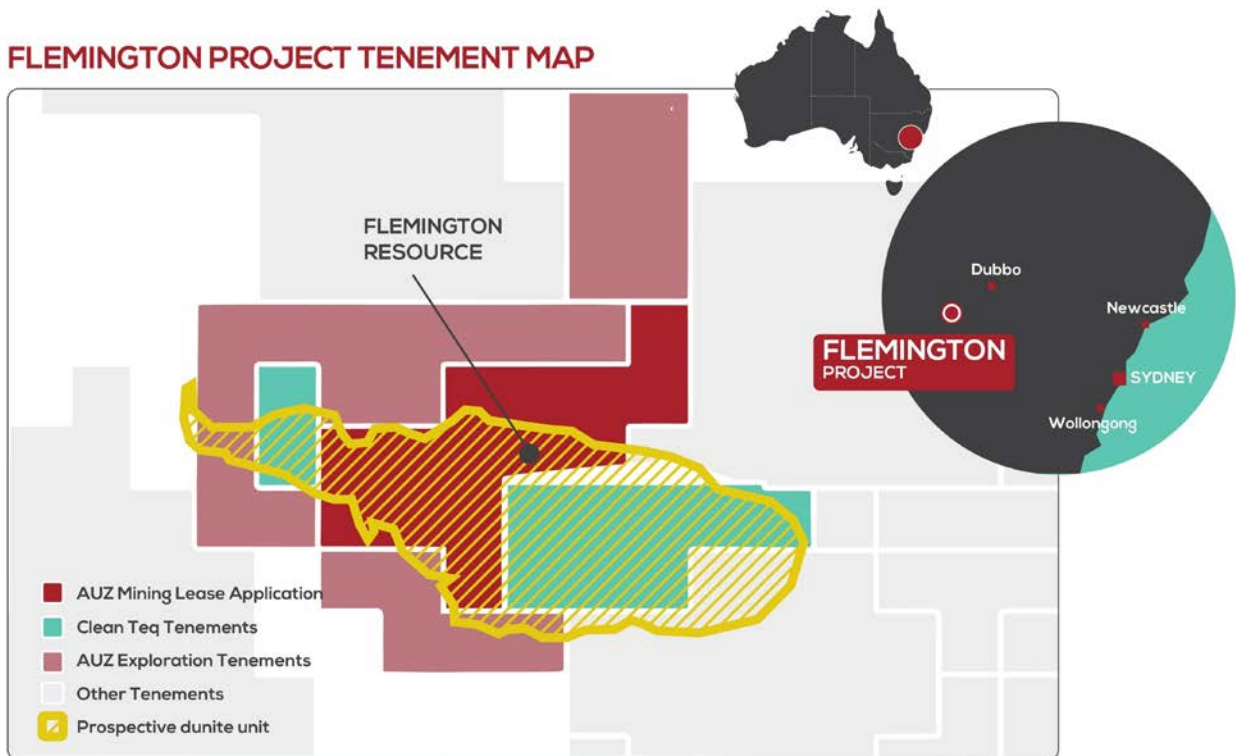 FLEMINGTON PROJECT TENEMENT MAP
FLEMINGTON
RESOURCE
Dubbo
Newcastle
FLEMINGTON
PROJECT
SYDNEY
Wollongong
AUZ Mining Lease Application
Clean Teq Tenements
AUZ Exploration Tenements
Other Tenements
Prospective dunite unit